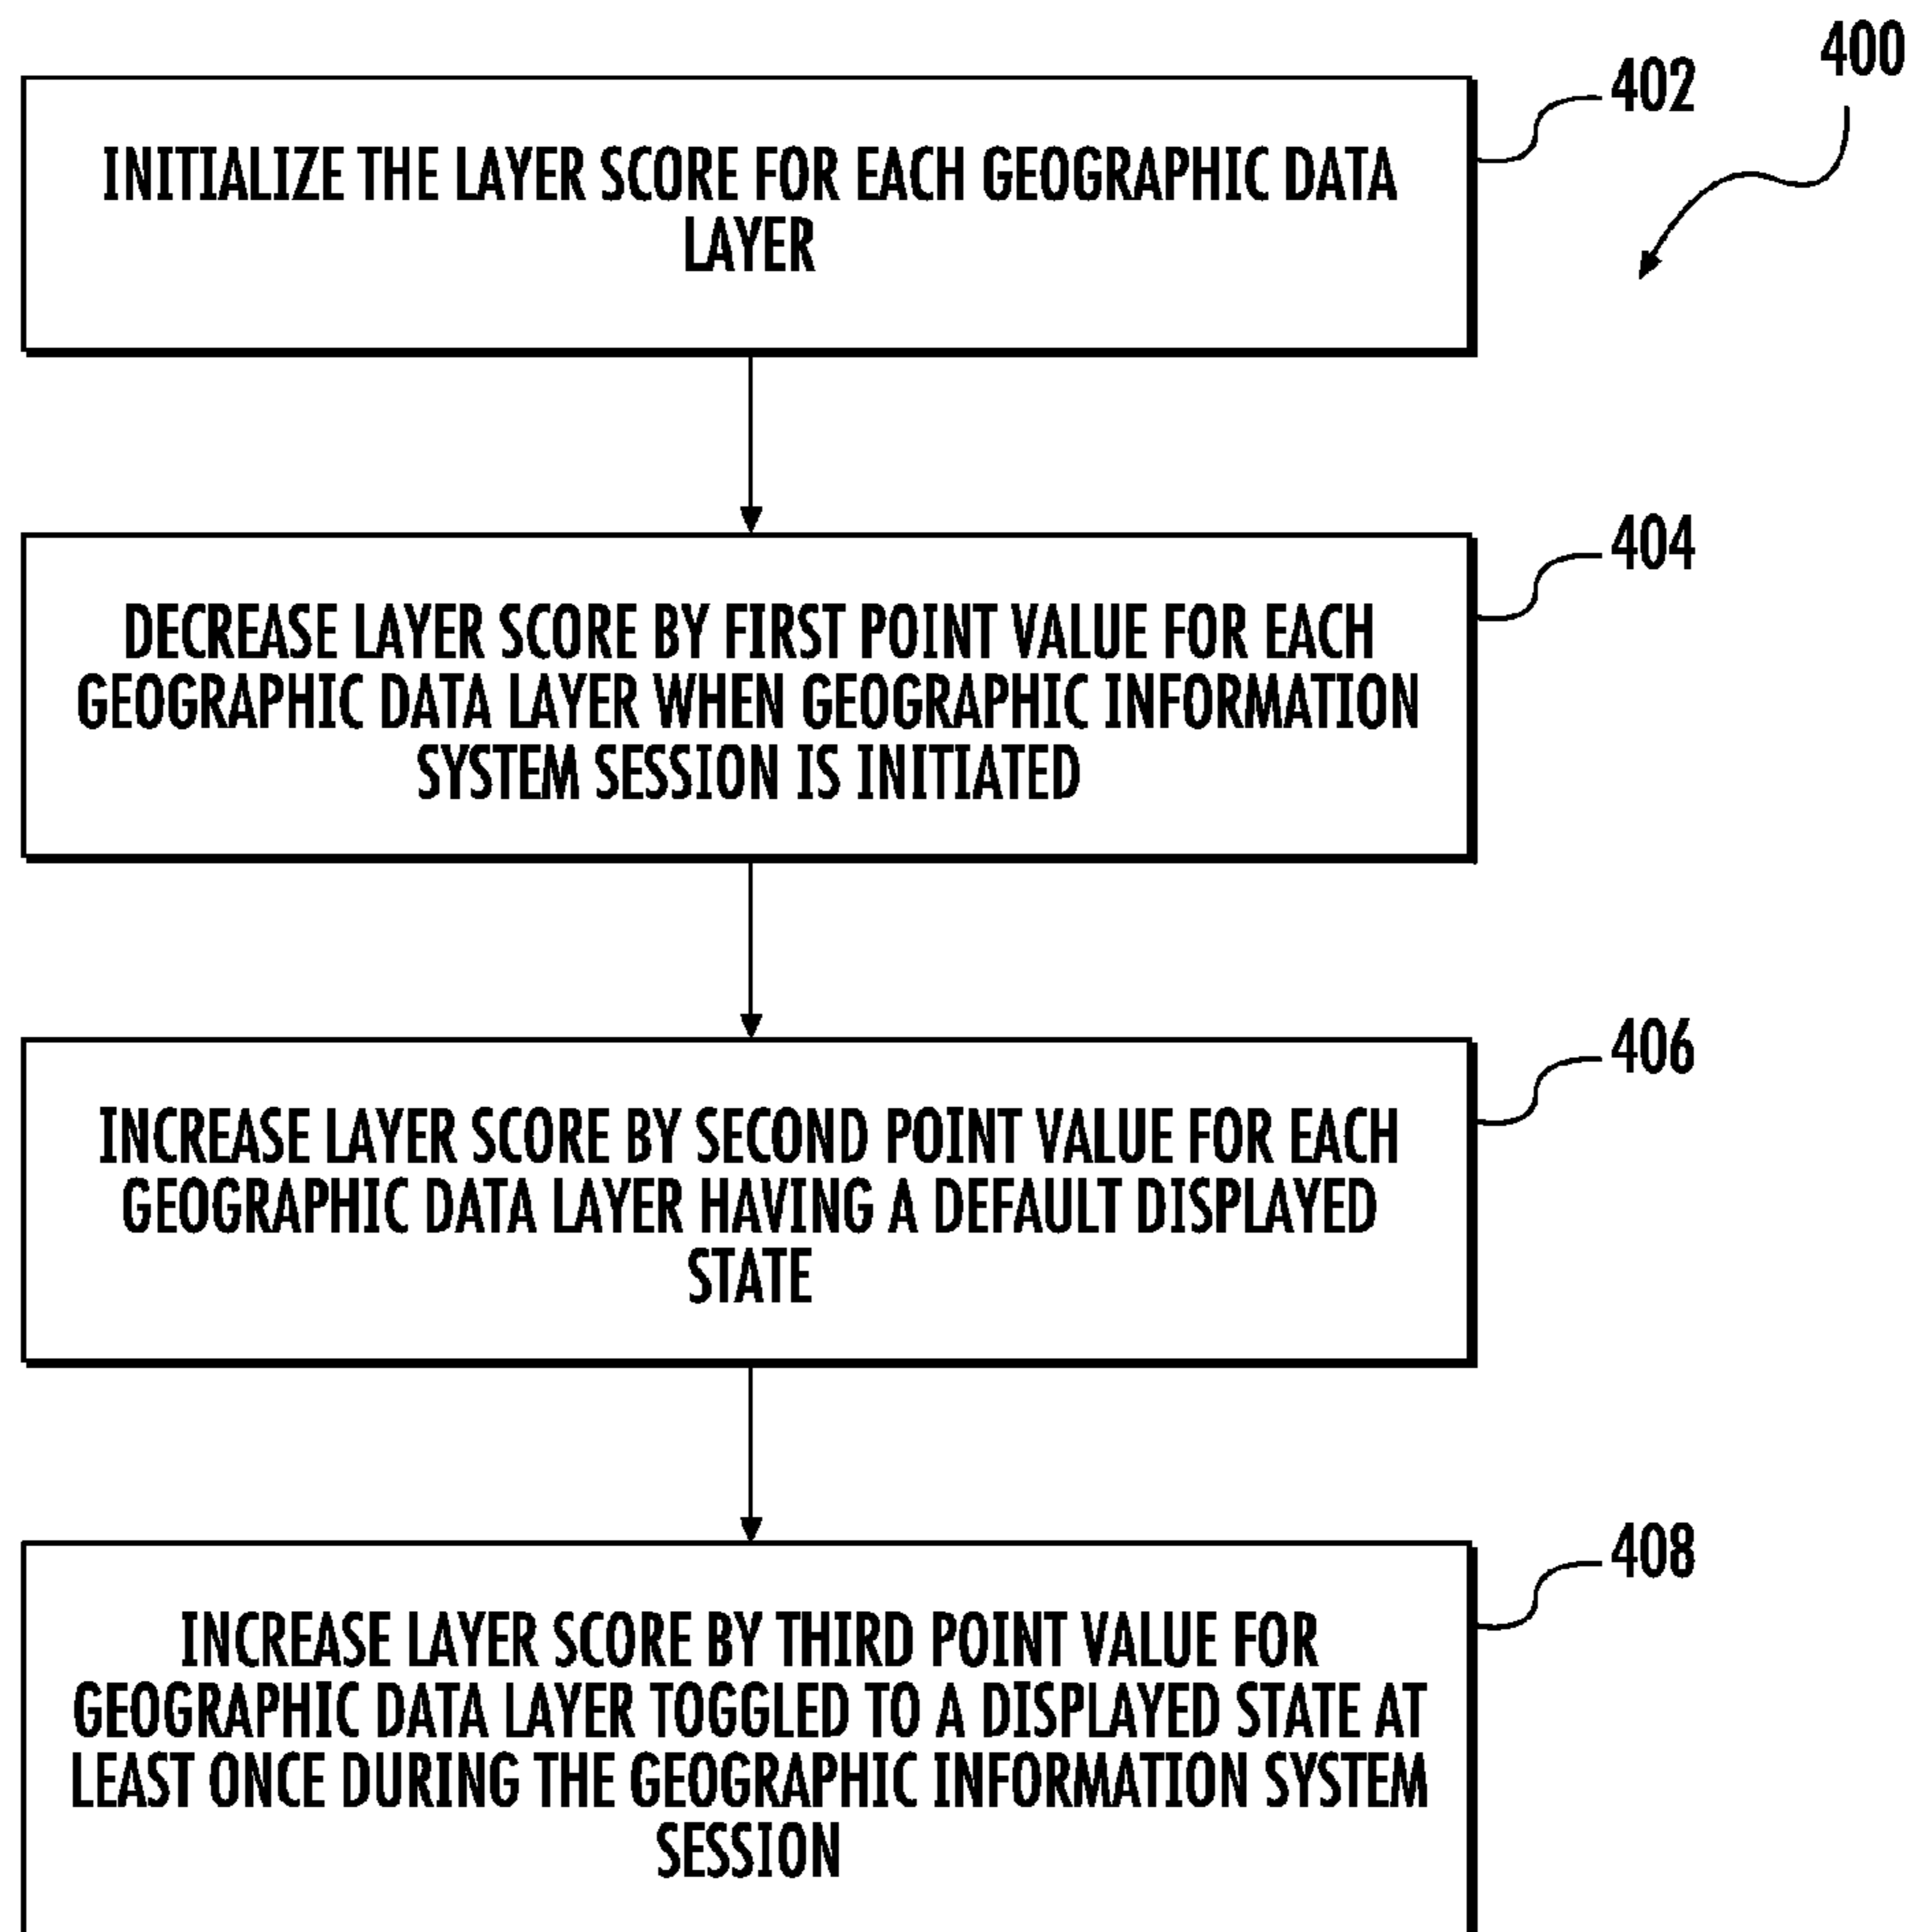 400
402
INITIALIZE THE LAYER SCORE FOR EACH GEOGRAPHIC DATA
LAYER
404
DECREASE LAYER SCORE BY FIRST POINT VALUE FOR EACH
GEOGRAPHIC DATA LAYER WHEN GEOGRAPHIC INFORMATION
SYSTEM SESSION IS INITIATED
406
INCREASE LAYER SCORE BY SECOND POINT VALUE FOR EACH
GEOGRAPHIC DATA LAYER HAVING A DEFAULT DISPLAYED
STATE
408
INCREASE LAYER SCORE BY THIRD POINT VALUE FOR
GEOGRAPHIC DATA LAYER TOGGLED TO A DISPLAYED STATE AT
LEAST ONCE DURING THE GEOGRAPHIC INFORMATION SYSTEM
SESSION